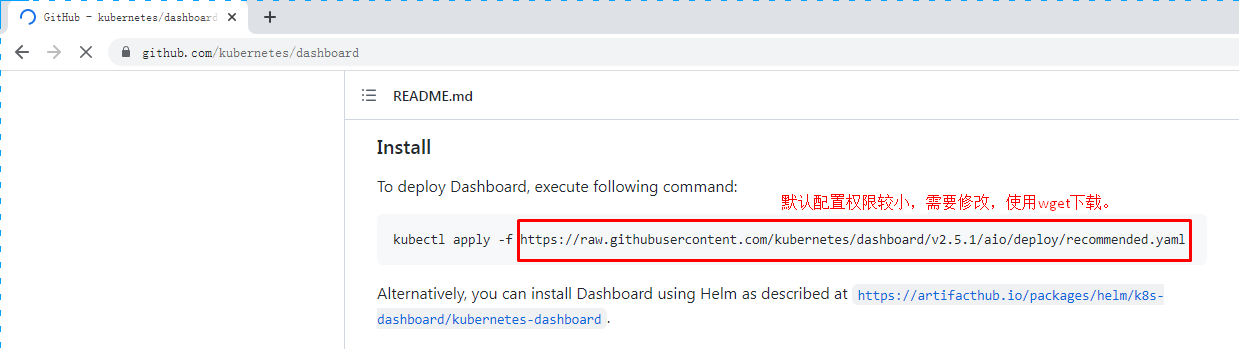 GitHub - kubernetes/dashboard
github.com/kubernetes/dashboard
README.md
Install
To deploy Dashboard, execute following command:
默认配置权限较小，需要修改，使用wget下载。
kubectl apply -f https://raw.githubusercontent.com/kubernetes/dashboard/v2.5.1/aio/deploy/recommended.yaml
Alternatively, you can install Dashboard using Helm as described at https://artifacthub.io/packages/helm/k8s-
dashboard/kubernetes-dashboard.